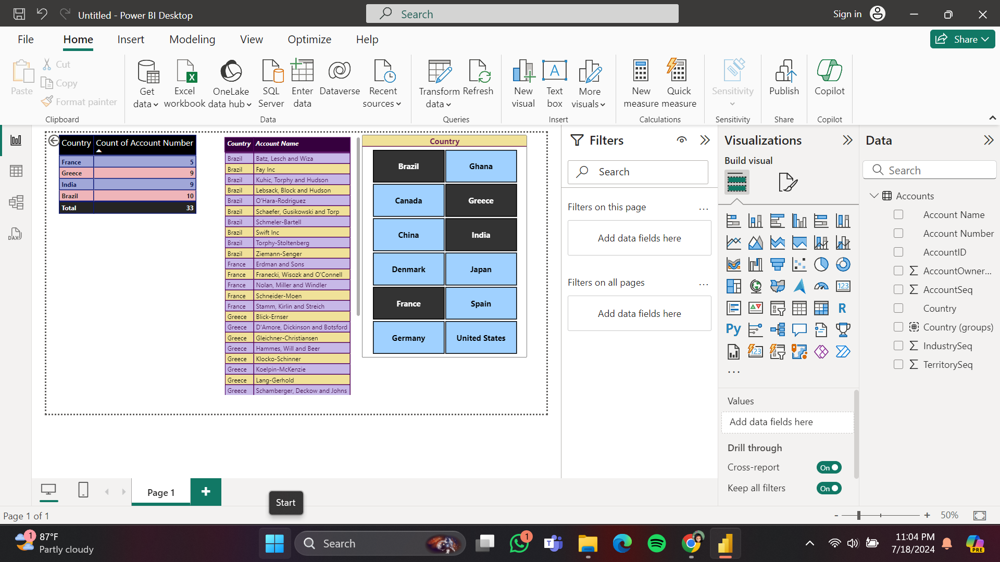 Untitled - Power BI Desktop
Search
Sign in
File Home Insert Modeling View Optimize Help
Share
Paste
Cut
Copy
Format painter
Clipboard
Get data
Excel workbook
OneLake data hub
SQL Server
Enter data
Dataverse
Recent sources
Data
Transform data
Refresh
Queries
New visual
Text box
More visuals
Insert
New measure
Quick measure
Calculations
Sensitivity
Sensitivity
Publish
Share
Copilot
Copilot
Country Count of Account Number
France 5
Greece 9
India 9
Brazil 10
Total 33
Country Account Name
Brazil Batz, Lesch and Wiza
Brazil Fay Inc
Brazil Kuhic, Torphy and Hudson
Brazil Lebsack, Block and Hudson
Brazil O'Hara-Rodriguez
Brazil Schaefer, Gusikowski and Torp
Brazil Schmeler-Bartell
Brazil Swift Inc
Brazil Torphy-Stoltenberg
Brazil Ziemann-Senger
France Erdman and Sons
France Franecki, Wisozk and O'Connell
France Nolan, Miller and Windler
France Schneider-Moen
France Stamm, Kirlin and Streich
Greece Blick-Ernser
Greece D'Amore, Dickinson and Botsford
Greece Gleichner-Christiansen
Greece Hammes, Will and Beer
Greece Klocko-Schinner
Greece Koelpin-McKenzie
Greece Lang-Gerhold
Greece Schamberger, Deckow and Johns
Country
Brazil Ghana
Canada Greece
China India
Denmark Japan
France Spain
Germany United States
Filters
Search
Filters on this page ...
Add data fields here
Filters on all pages ...
Add data fields here
Visualizations
Build visual
123
R
Py
123
...
Values
Add data fields here
Drill through
Cross-report On
Keep all filters On
Data
Search
Accounts
Account Name
Account Number
AccountID
AccountOwner...
AccountSeq
Country
Country (groups)
IndustrySeq
TerritorySeq
DAX
Page 1
+
Start
Page 1 of 1
- + 50%
1
87°F
Partly cloudy
Search
1
T
11:04 PM
7/18/2024
PRE